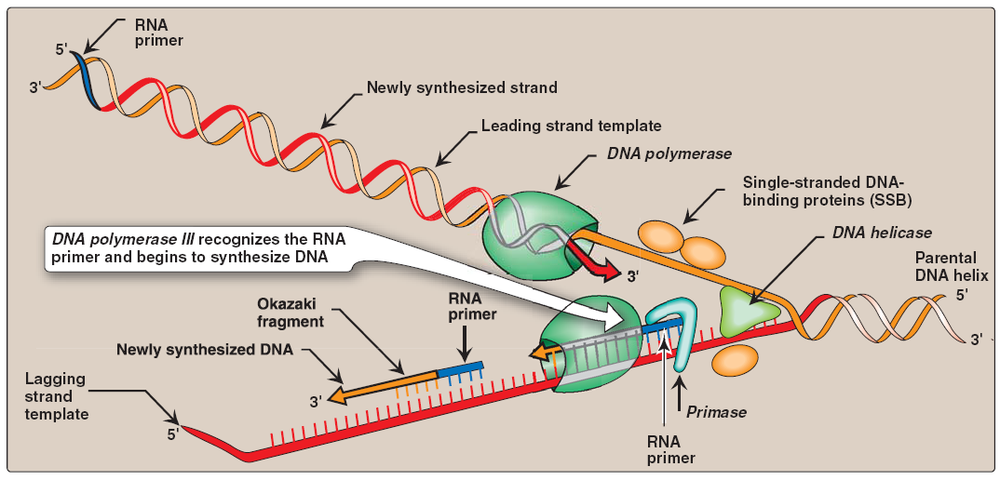 RNA
primer
5'
3'
Newly synthesized strand
Leading strand template
DNA polymerase
Single-stranded DNA-
binding proteins (SSB)
DNA helicase
Parental
DNA helix
5'
3'
DNA polymerase III recognizes the RNA
primer and begins to synthesize DNA
3'
Okazaki
fragment
RNA
primer
Newly synthesized DNA
3'
Lagging
strand
template
5'
Primase
RNA
primer